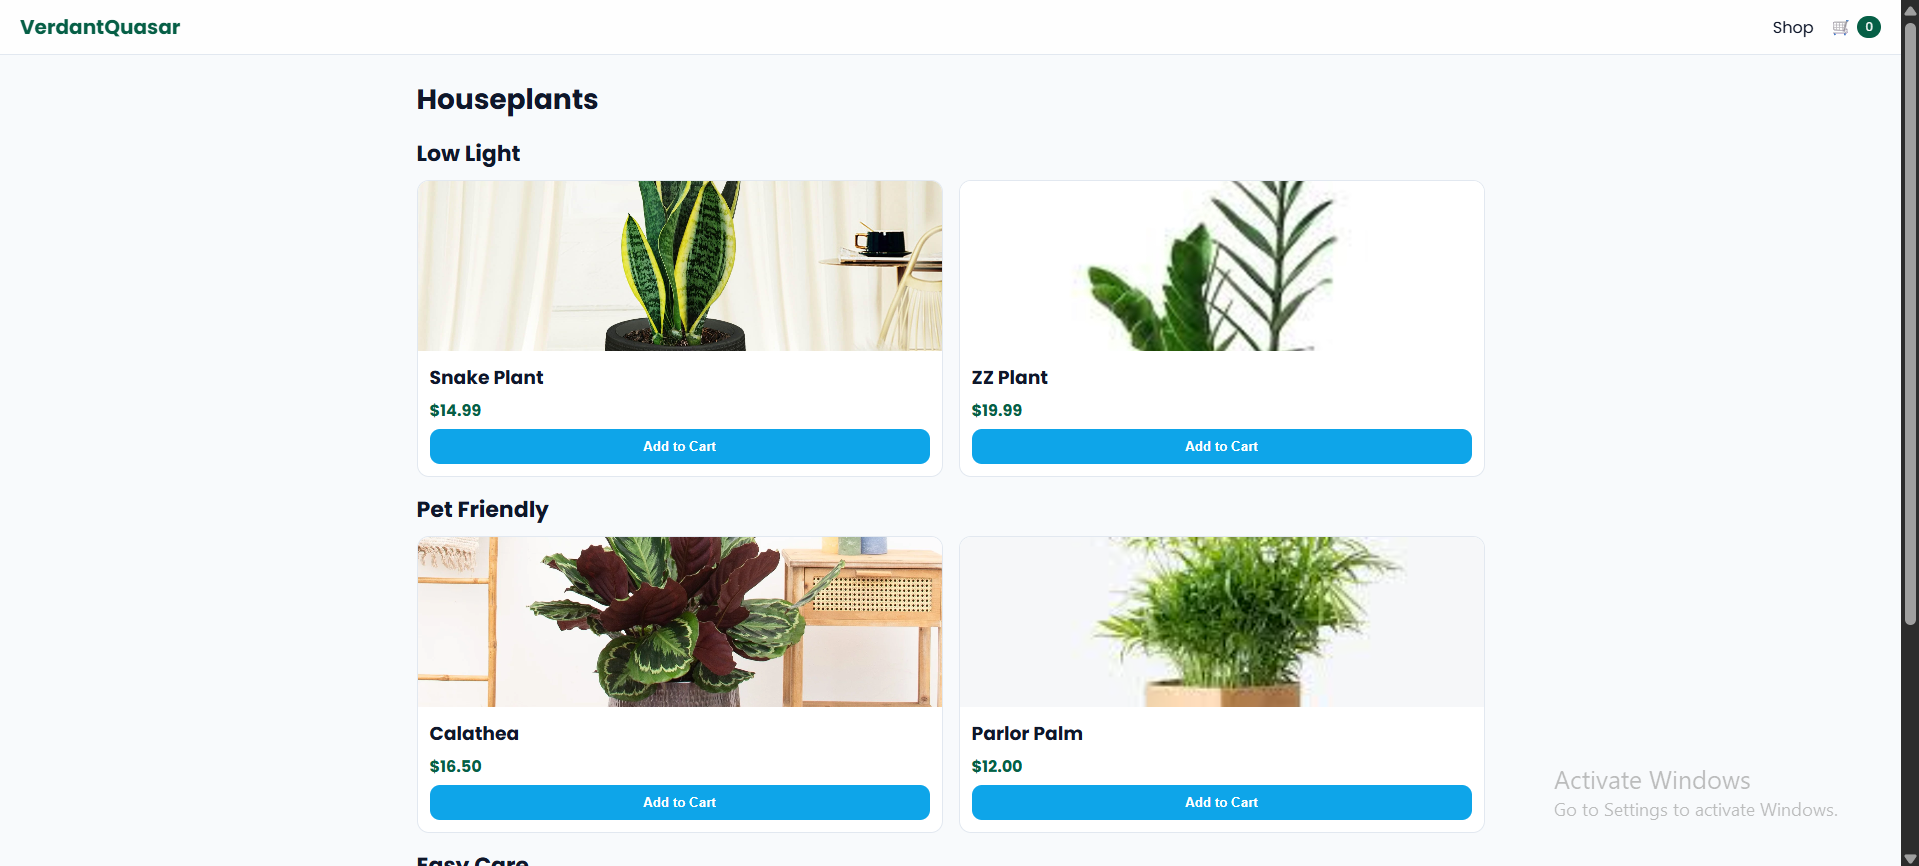 VerdantQuasar
Shop 0
Houseplants
Low Light
Snake Plant
$14.99
Add to Cart
ZZ Plant
$19.99
Add to Cart
Pet Friendly
Calathea
$16.50
Add to Cart
Parlor Palm
$12.00
Add to Cart
Easy Care
Activate Windows
Go to Settings to activate Windows.